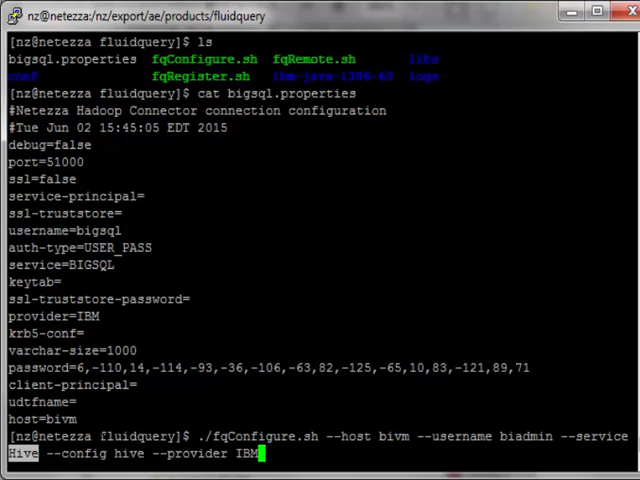 nz@netezza:/nz/export/ae/products/fluidquery
[nz@netezza fluidquery]$ ls
bigsql.properties fqConfigure.sh fqRemote.sh libs
conf fqRegister.sh ibm-java-i386-60 logs
[nz@netezza fluidquery]$ cat bigsql.properties
#Netezza Hadoop Connector connection configuration
#Tue Jun 02 15:45:05 EDT 2015
debug=false
port=51000
ssl=false
service-principal=
ssl-truststore=
username=bigsql
auth-type=USER_PASS
service=BIGSQL
keytab=
ssl-truststore-password=
provider=IBM
krb5-conf=
varchar-size=1000
password=6,-110,14,-114,-93,-36,-106,-63,82,-125,-65,10,83,-121,89,71
client-principal=
udtfname=
host=bivm
[nz@netezza fluidquery]$ ./fqConfigure.sh --host bivm --username biadmin --service
Hive --config hive --provider IBM